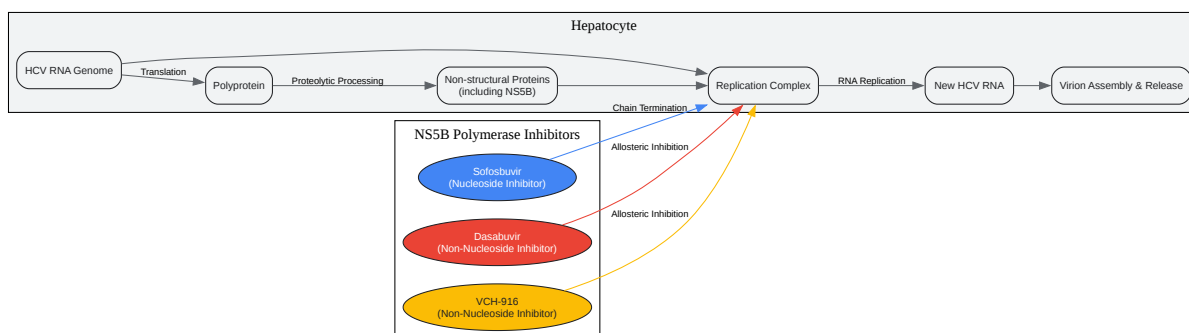 Hepatocyte
HCV RNA Genome
Translation
Polyprotein
Proteolytic Processing
Non-structural Proteins
(including NS5B)
Replication Complex
RNA Replication
New HCV RNA
Virion Assembly & Release
Chain Termination
NS5B Polymerase Inhibitors
Allosteric Inhibition
Sofosbuvir
(Nucleoside Inhibitor)
Allosteric Inhibition
Dasabuvir
(Non-Nucleoside Inhibitor)
VCH-916
(Non-Nucleoside Inhibitor)